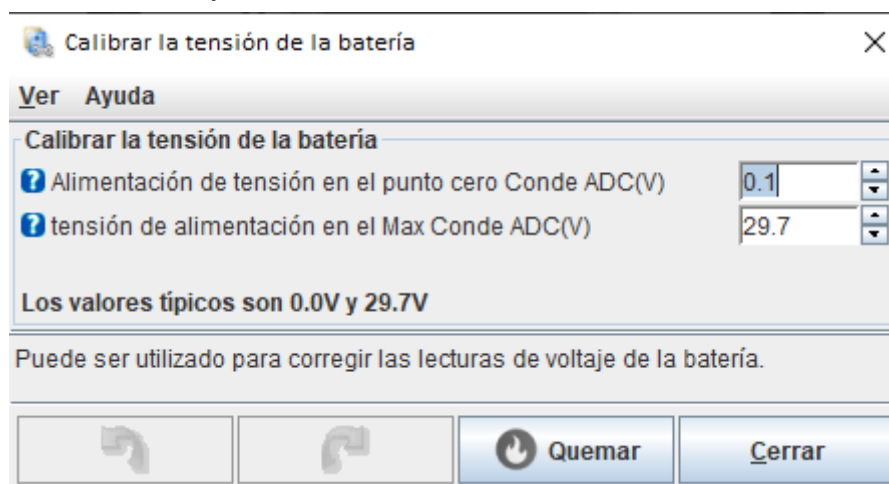 Calibrar la tensión de la batería
Ver Ayuda
Calibrar la tensión de la batería
Alimentación de tensión en el punto cero Conde ADC(V) 0.1
tensión de alimentación en el Max Conde ADC(V) 29.7
Los valores típicos son 0.0V y 29.7V
Puede ser utilizado para corregir las lecturas de voltaje de la batería.
Quemar Cerrar